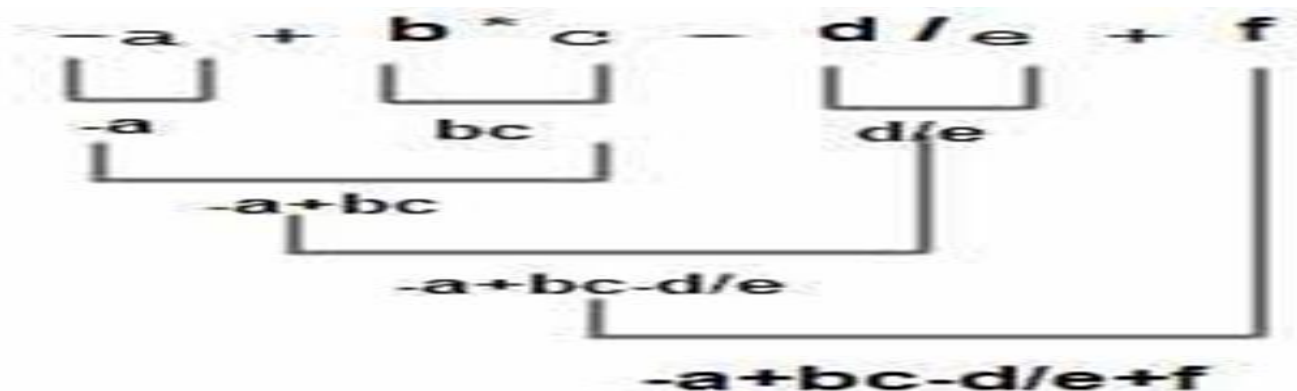 - a + b * c - d / e + f
-a bc d/e
-a+bc
-a+bc-d/e
-a+bc-d/e+f